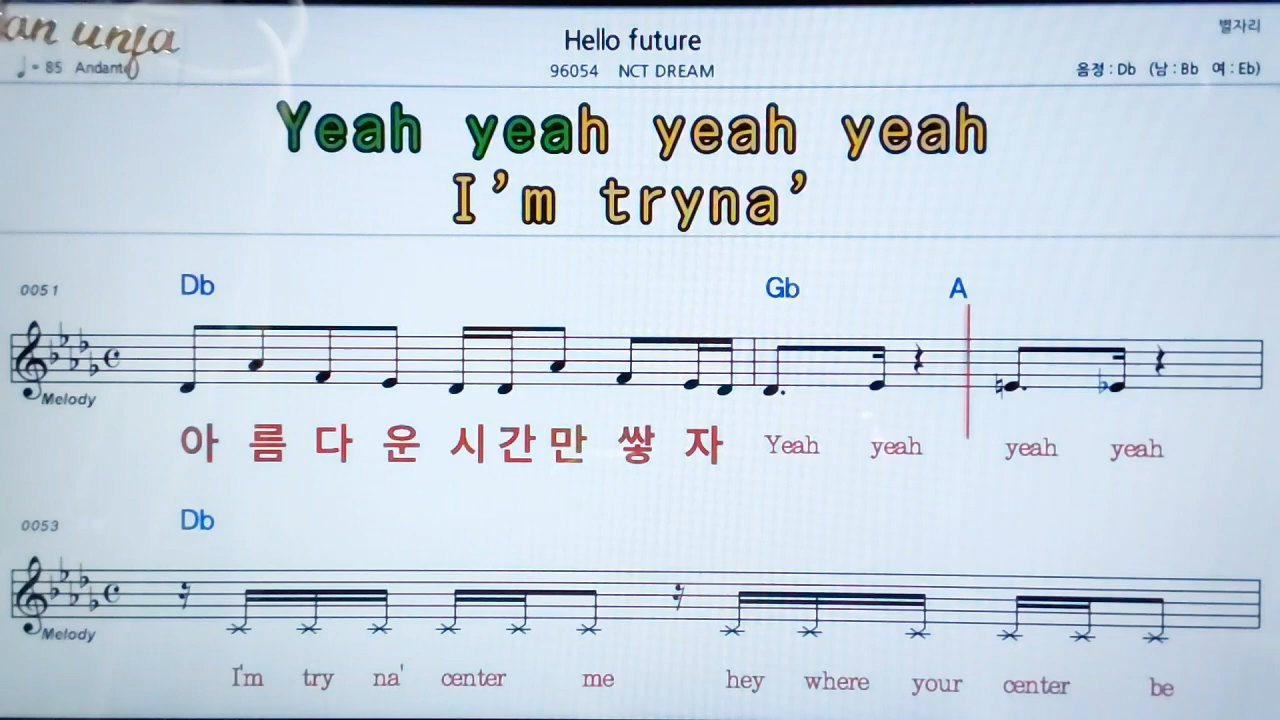 an unja
Hello future
별자리
♩= 85 Andante
96054 NCT DREAM
음정 : Db (남 : Bb 여 : Eb)
Yeah yeah yeah yeah
I'm tryna'
0051 Db Gb A
Melody
아 름 다 운 시 간 만 쌓 자 Yeah yeah yeah yeah
0053 Db
Melody
I'm try na' center me hey where your center be